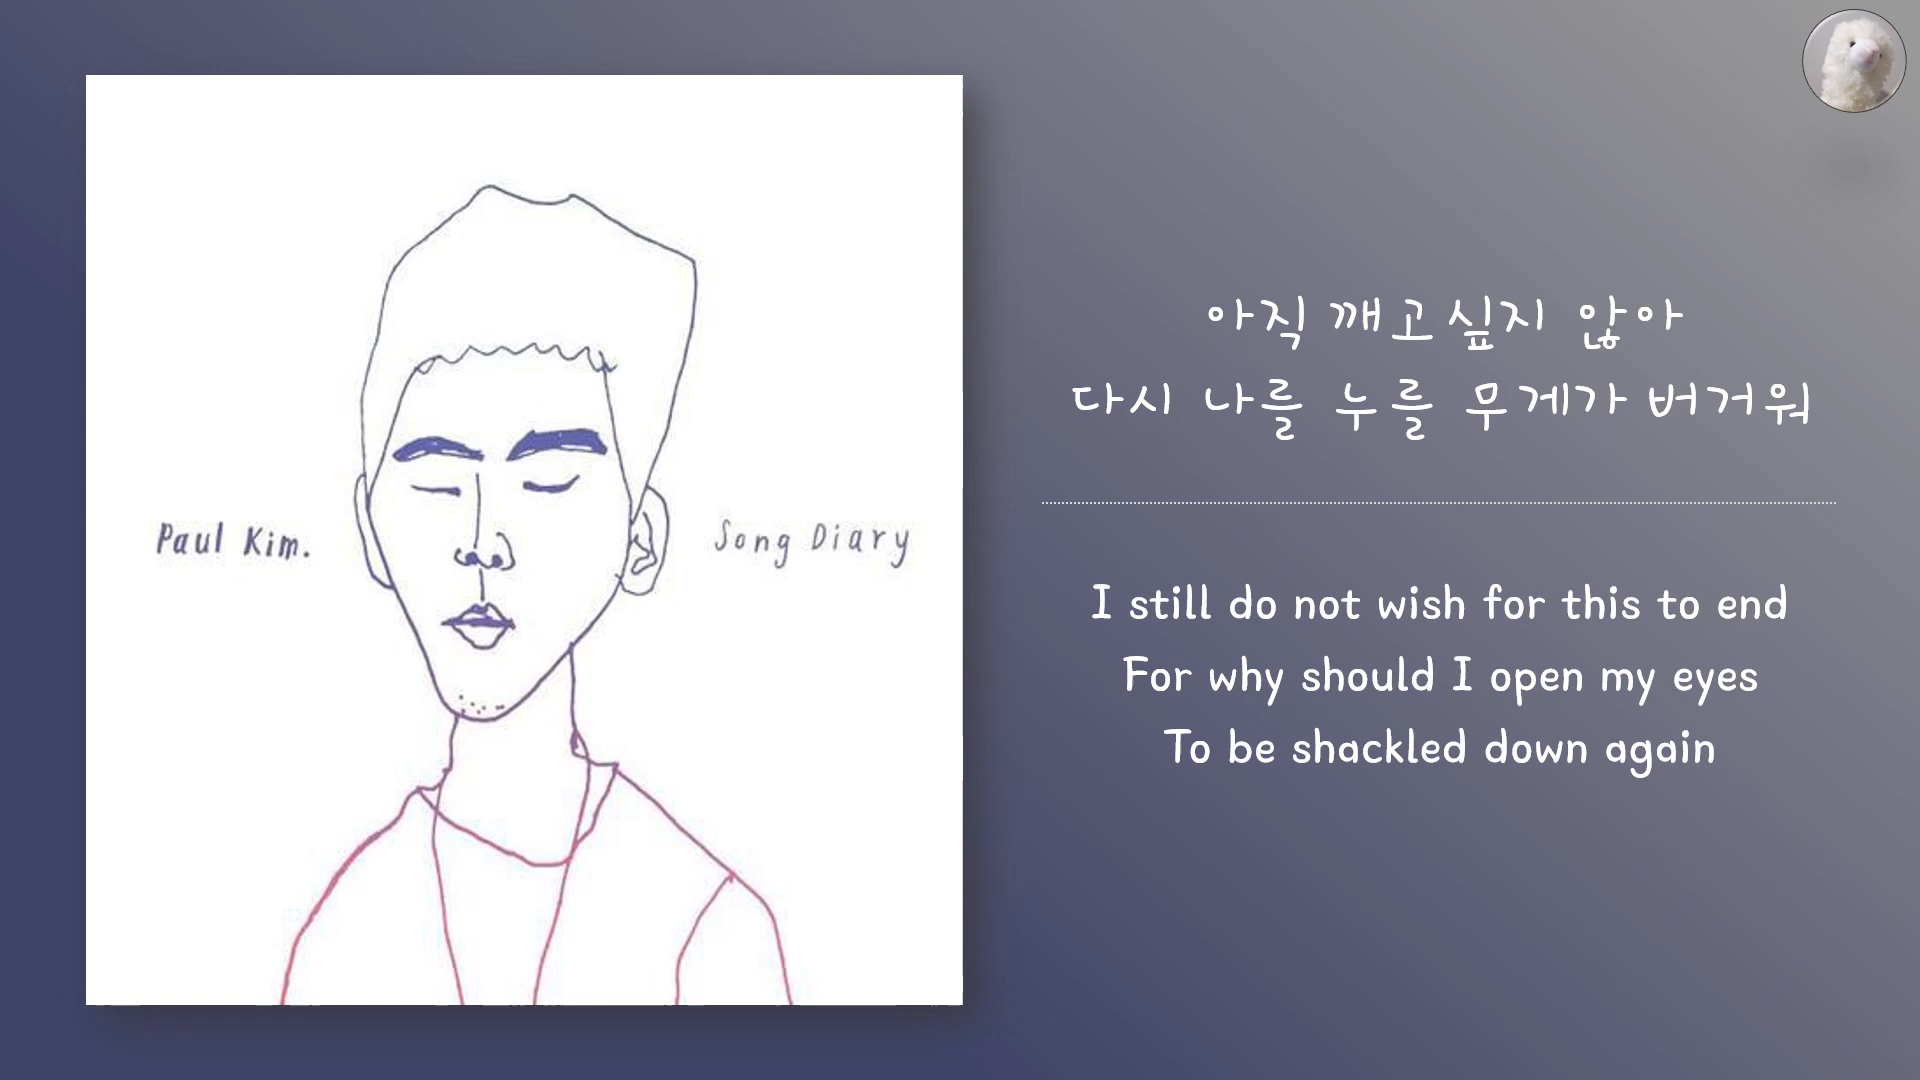 Paul Kim.
Song Diary
아직 깨고 싶지 않아
다시 나를 누를 무게가 버거워
I still do not wish for this to end
For why should I open my eyes
To be shackled down again